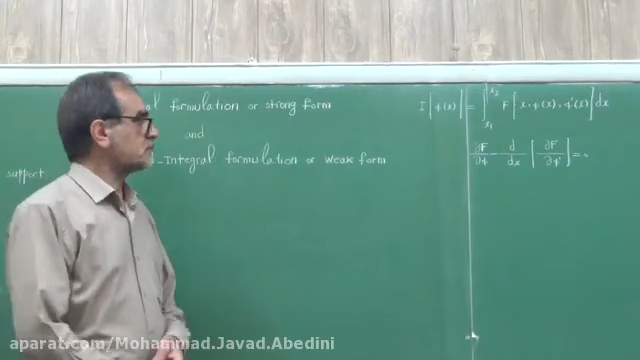 al formulation or strong form
and
- Integral formulation or weak form
support
I[φ(x)] = ∫_{x₁}^{x₂} F[x, φ(x), φ'(x)] dx
∂F/∂φ - d/dx [∂F/∂φ'] = 0
aparat.com/Mohammad.Javad.Abedini